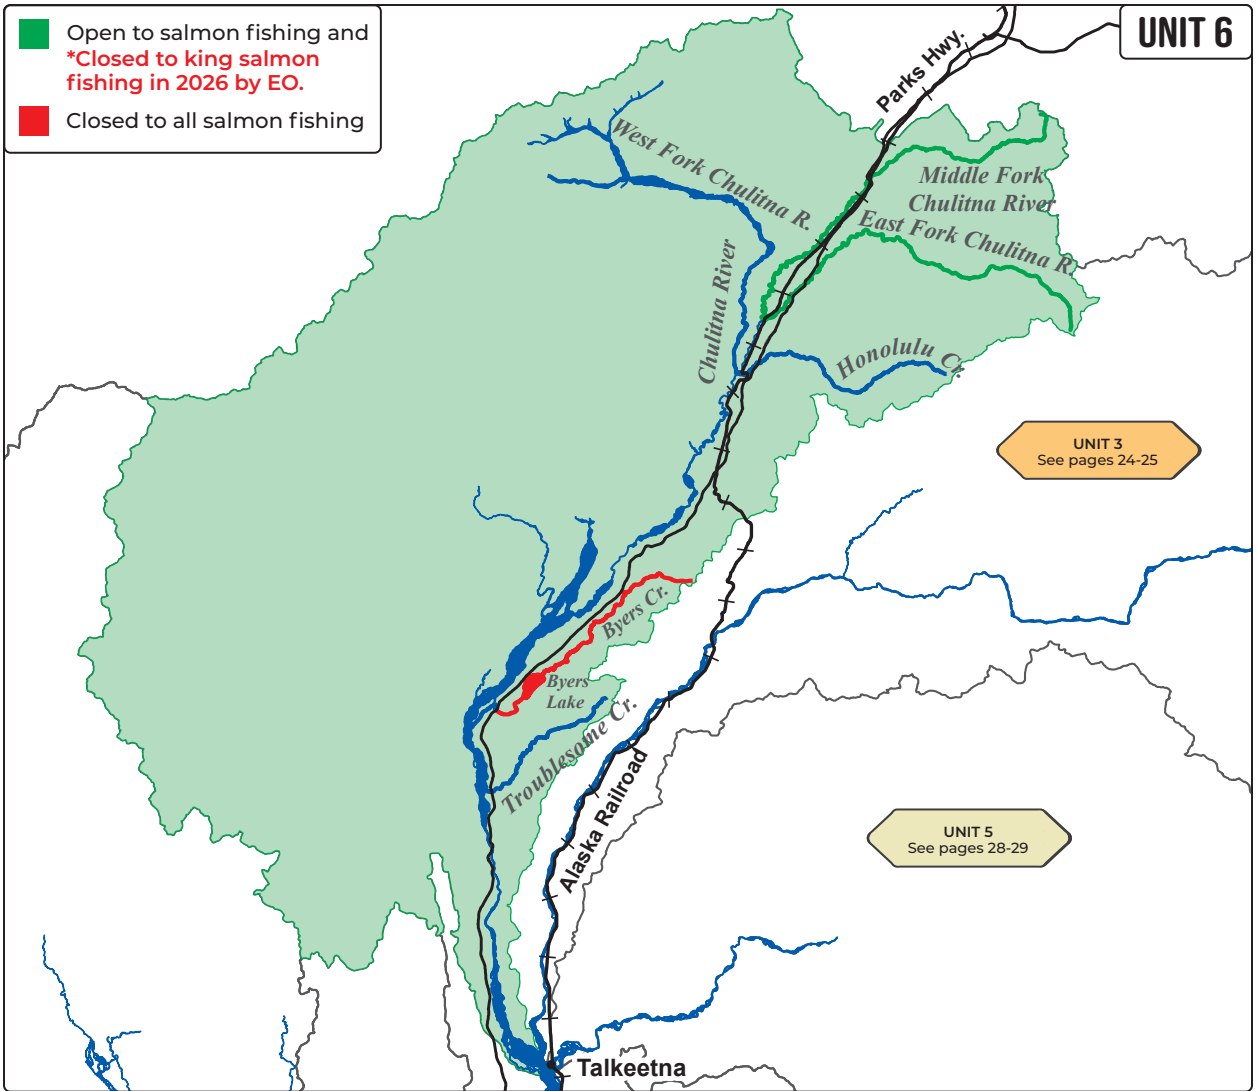 Open to salmon fishing and
*Closed to king salmon
fishing in 2026 by EO.
Closed to all salmon fishing
UNIT 6
Parks Hwy.
West Fork Chulitna R.
Middle Fork
Chulitna River
East Fork Chulitna R.
Chulitna River
Honolulu Cr.
UNIT 3
See pages 24-25
Byers Cr.
Byers
Lake
Troublesome Cr.
Alaska Railroad
UNIT 5
See pages 28-29
Talkeetna